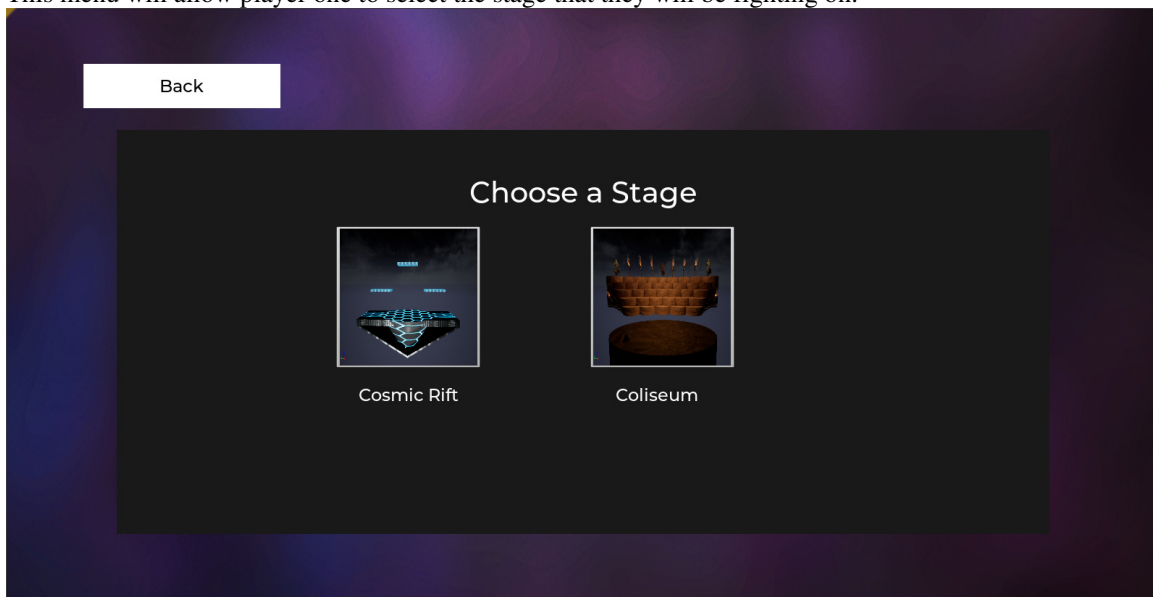 This menu will allow player one to select the stage that they will be fighting on.
Back
Choose a Stage
Cosmic Rift
Coliseum